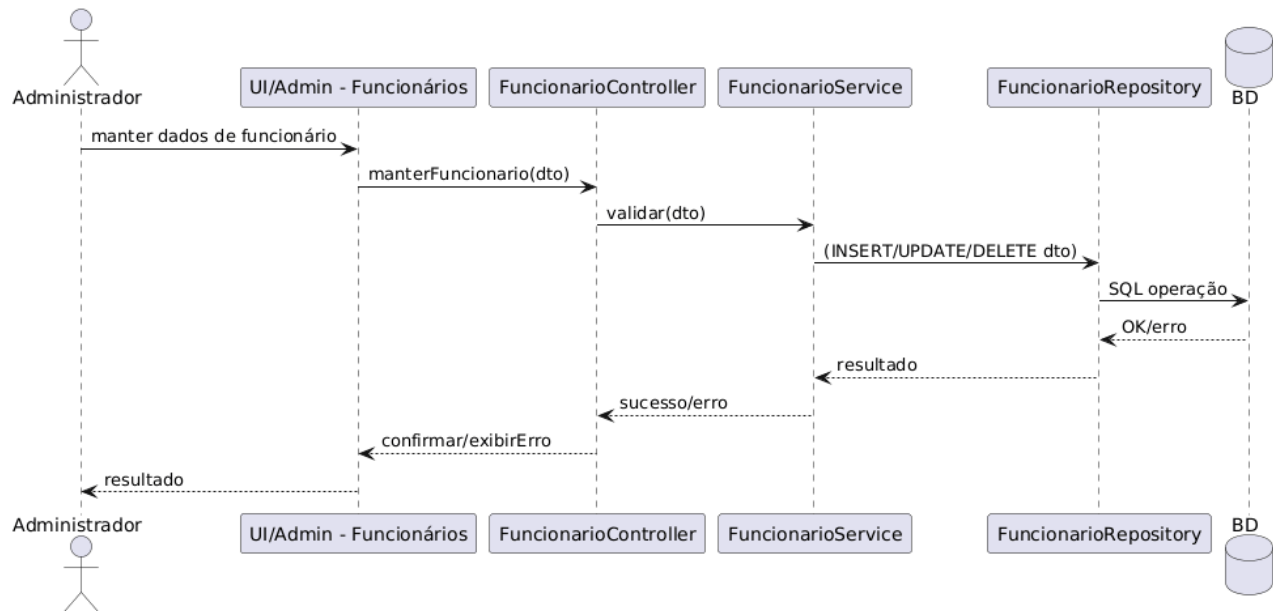 Administrador
UI/Admin - Funcionários
FuncionarioController
FuncionarioService
FuncionarioRepository
BD
manter dados de funcionário
manterFuncionario(dto)
validar(dto)
(INSERT/UPDATE/DELETE dto)
SQL operação
OK/erro
resultado
sucesso/erro
confirmar/exibirErro
resultado
Administrador
UI/Admin - Funcionários
FuncionarioController
FuncionarioService
FuncionarioRepository
BD